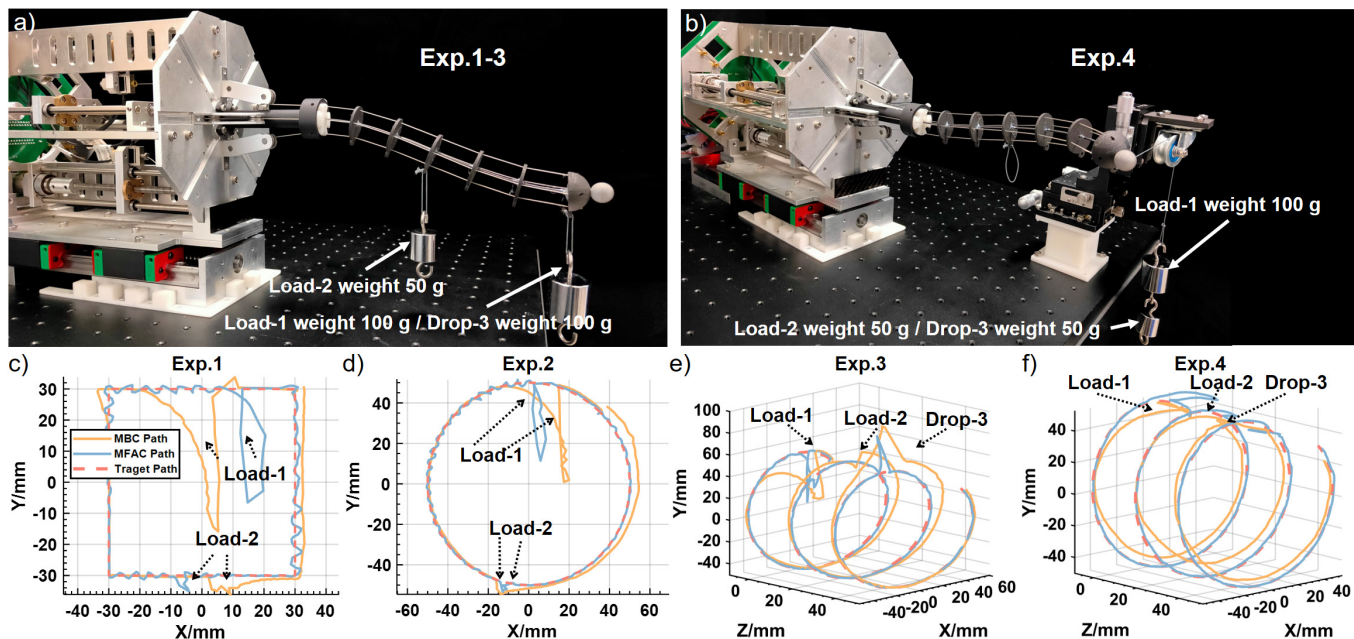 a)
Exp.1-3
Load-2 weight 50 g
Load-1 weight 100 g / Drop-3 weight 100 g
b)
Exp.4
Load-1 weight 100 g
Load-2 weight 50 g / Drop-3 weight 50 g
c)
Exp.1
30
20
10
0
-10
-20
-30
Y/mm
MBC Path
MFAC Path
Traget Path
Load-1
Load-2
-40
-20
0
20
40
X/mm
d)
Exp.2
40
20
0
-20
-40
Y/mm
Load-1
Load-2
-60
-40
-20
0
20
40
60
X/mm
e)
Exp.3
100
80
60
40
20
0
-20
-40
Y/mm
Load-1
Load-2
Drop-3
0
20
40
Z/mm
-40
-20
0
20
40
60
X/mm
f)
Exp.4
40
20
0
-20
-40
Y/mm
Load-1
Load-2
Drop-3
0
20
40
Z/mm
-40
-20
0
20
40
60
X/mm